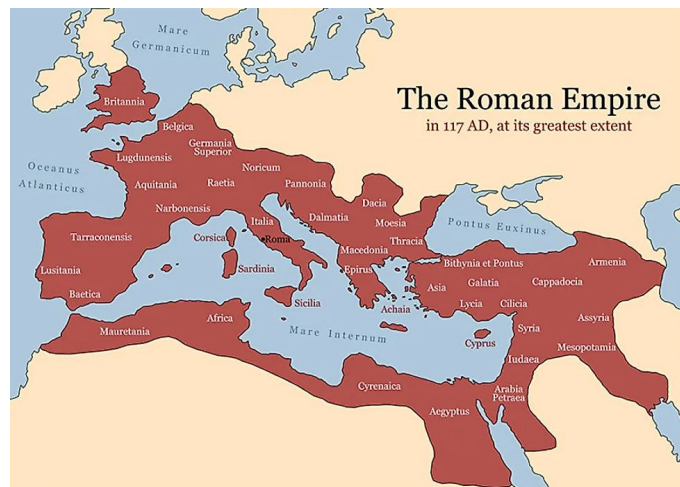 Mare
Germanicum
The Roman Empire
in 117 AD, at its greatest extent
Britannia
Belgica
Germania
Superior
Lugdunensis
Oceanus
Atlanticus
Noricum
Aquitania
Raetia
Pannonia
Dacia
Narbonensis
Italia
Dalmatia
Moesia
Pontus Euxinus
Tarraconensis
Corsica
Roma
Thracia
Macedonia
Bithynia et Pontus
Armenia
Lusitania
Sardinia
Epirus
Asia
Galatia
Cappadocia
Baetica
Sicilia
Achaia
Lycia
Cilicia
Mauretania
Africa
Mare Internum
Syria
Assyria
Cyprus
Mesopotamia
Iudaea
Cyrenaica
Arabia
Petraea
Aegyptus